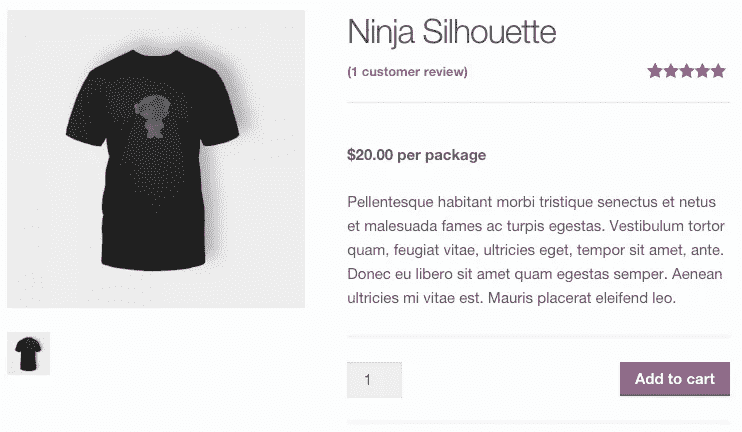 Ninja Silhouette
(1 customer review)
$20.00 per package
Pellentesque habitant morbi tristique senectus et netus
et malesuada fames ac turpis egestas. Vestibulum tortor
quam, feugiat vitae, ultricies eget, tempor sit amet, ante.
Donec eu libero sit amet quam egestas semper. Aenean
ultricies mi vitae est. Mauris placerat eleifend leo.
1
Add to cart